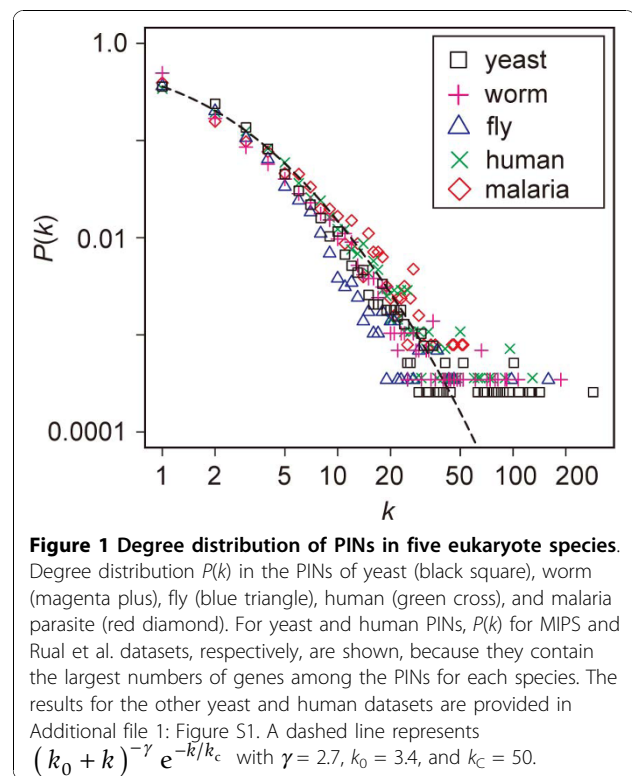 1.0
0.01
0.0001
P(k)
yeast
worm
fly
human
malaria
1 2 5 10 20 50 100 200
k
Figure 1 Degree distribution of PINs in five eukaryote species.
Degree distribution P(k) in the PINs of yeast (black square), worm
(magenta plus), fly (blue triangle), human (green cross), and malaria
parasite (red diamond). For yeast and human PINs, P(k) for MIPS and
Rual et al. datasets, respectively, are shown, because they contain
the largest numbers of genes among the PINs for each species. The
results for the other yeast and human datasets are provided in
Additional file 1: Figure S1. A dashed line represents
(k₀ + k)^−γ e^−k/k_c with γ = 2.7, k₀ = 3.4, and k_C = 50.